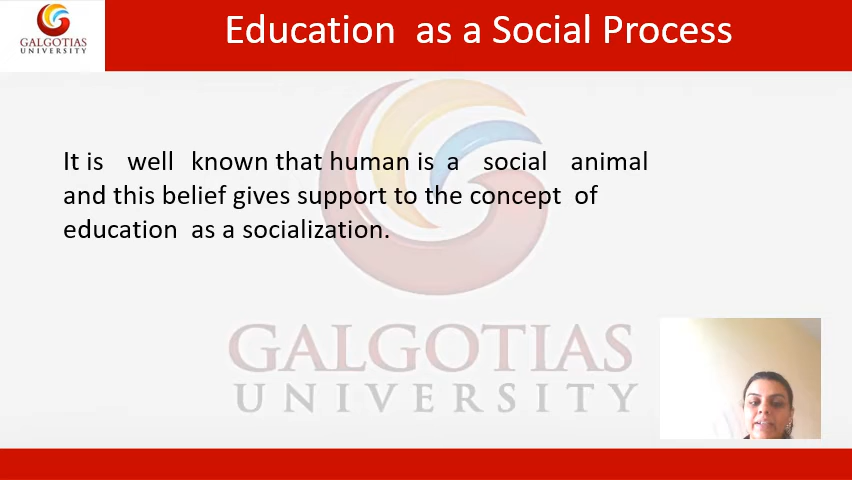 GALGOTIAS
UNIVERSITY
Education as a Social Process
It is well known that human is a social animal
and this belief gives support to the concept of
education as a socialization.
GALGOTIAS
UNIVERSITY